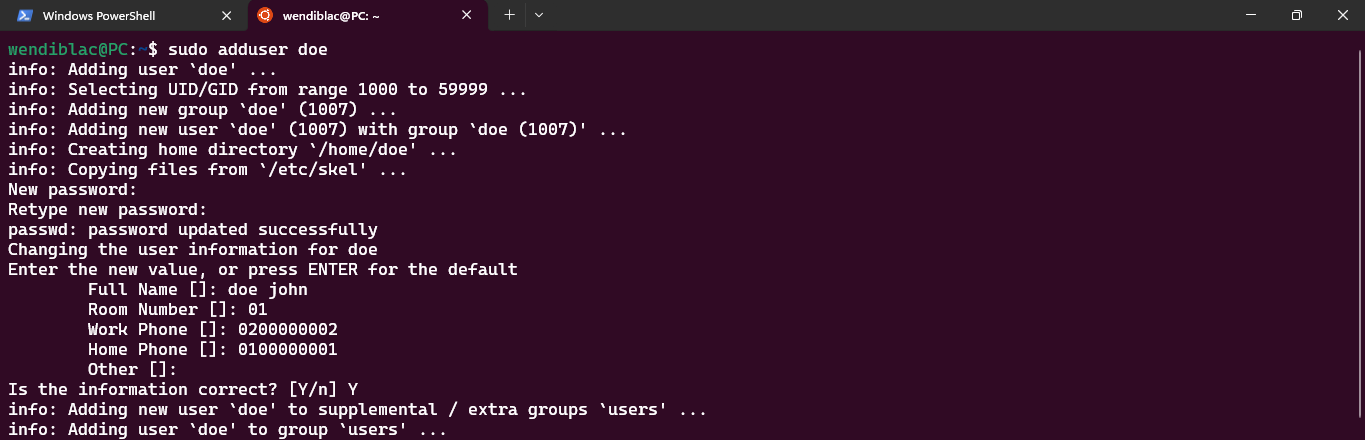 Windows PowerShell
wendiblac@PC: ~
wendiblac@PC:~$ sudo adduser doe
info: Adding user `doe' ...
info: Selecting UID/GID from range 1000 to 59999 ...
info: Adding new group `doe' (1007) ...
info: Adding new user `doe' (1007) with group `doe (1007)' ...
info: Creating home directory `/home/doe' ...
info: Copying files from `/etc/skel' ...
New password:
Retype new password:
passwd: password updated successfully
Changing the user information for doe
Enter the new value, or press ENTER for the default
        Full Name []: doe john
        Room Number []: 01
        Work Phone []: 0200000002
        Home Phone []: 0100000001
        Other []:
Is the information correct? [Y/n] Y
info: Adding new user `doe' to supplemental / extra groups `users' ...
info: Adding user `doe' to group `users' ...